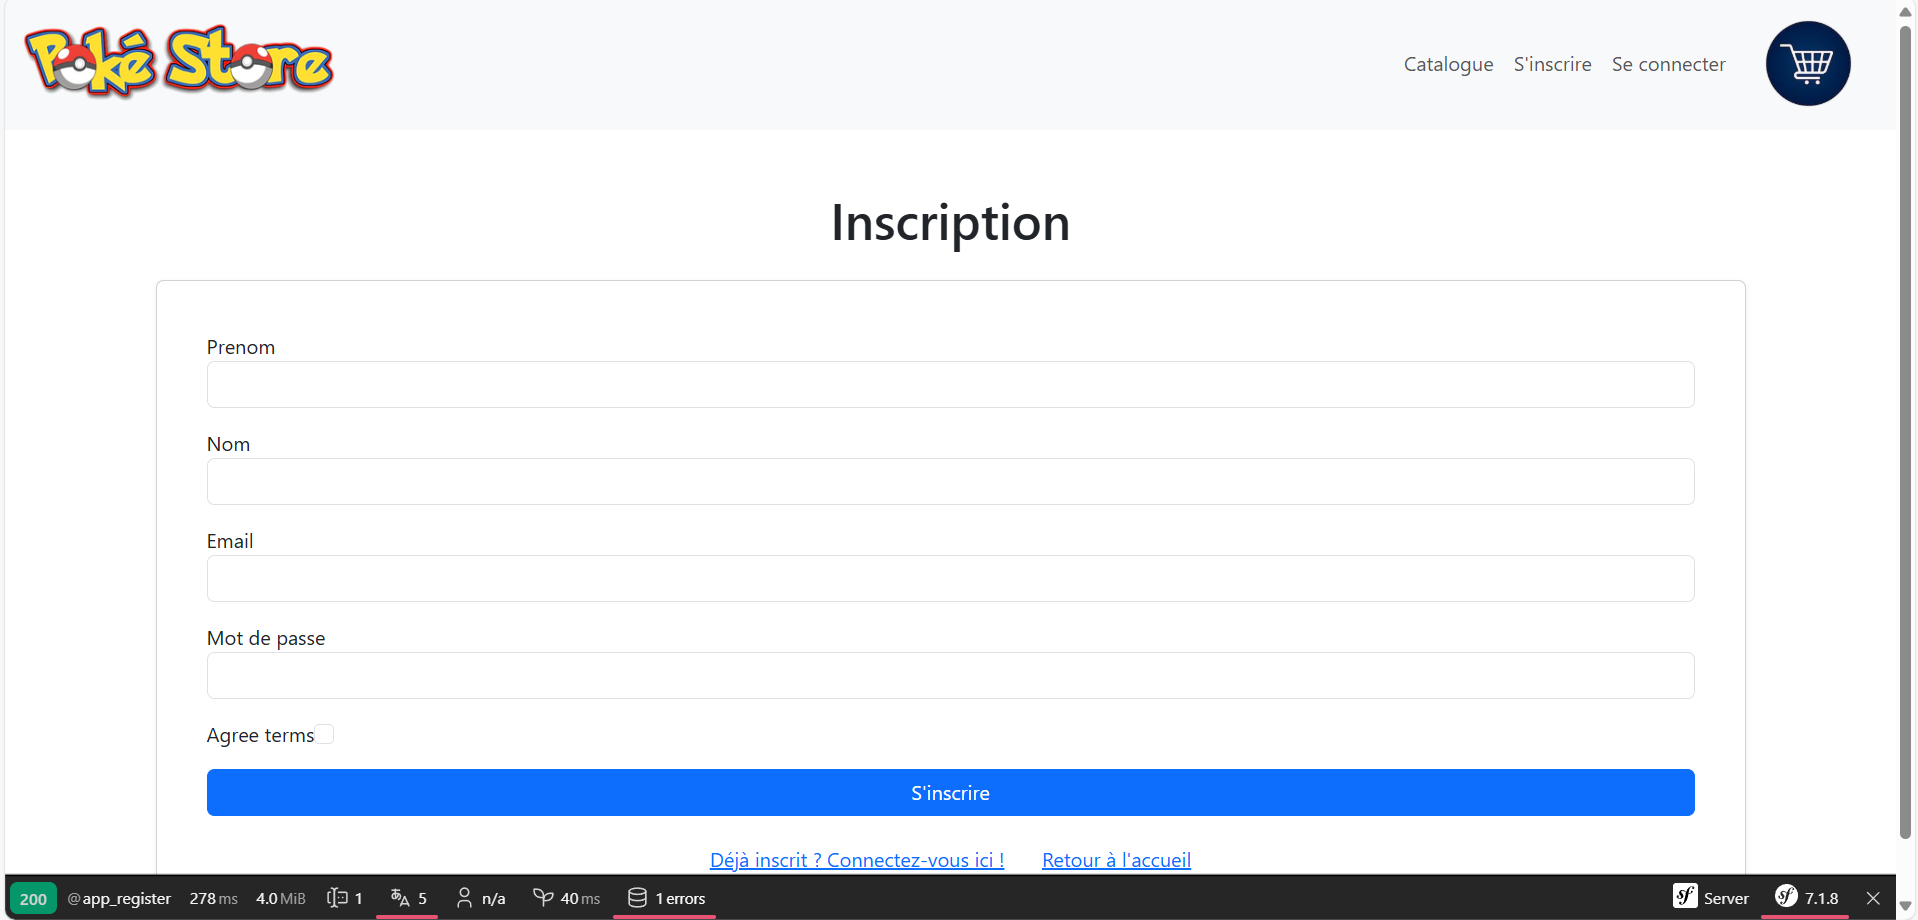 Poké Store
Catalogue S'inscrire Se connecter
Inscription
Prenom
Nom
Email
Mot de passe
Agree terms
S'inscrire
Déjà inscrit ? Connectez-vous ici ! Retour à l'accueil
200 @app_register 278 ms 4.0 MiB 1 5 n/a 40 ms 1 errors sf Server sf 7.1.8